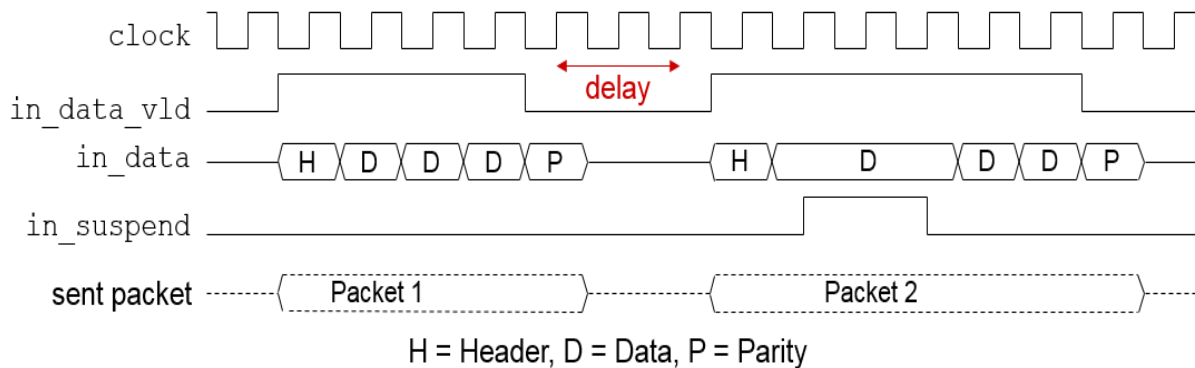 clock
delay
in_data_vld
in_data H D D D P H D D D P
in_suspend
sent packet Packet 1 Packet 2
H = Header, D = Data, P = Parity